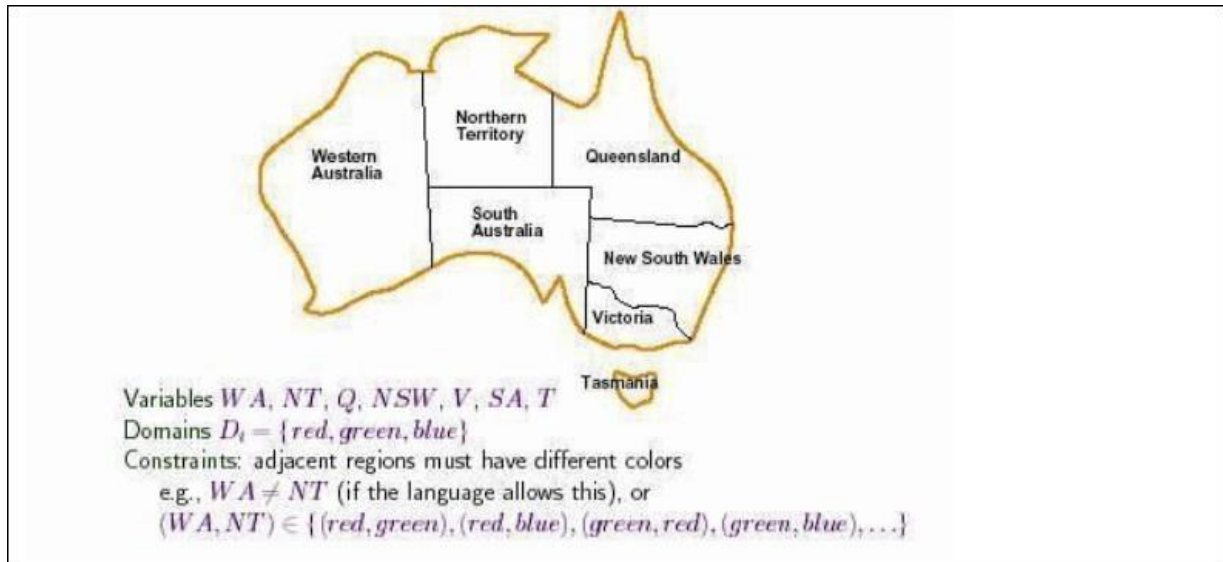 Northern
Territory
Western
Australia
Queensland
South
Australia
New South Wales
Victoria
Tasmania
Variables WA, NT, Q, NSW, V, SA, T
Domains Dᵢ = {red, green, blue}
Constraints: adjacent regions must have different colors
e.g., WA ≠ NT (if the language allows this), or
(WA, NT) ∈ {(red, green), (red, blue), (green, red), (green, blue), . . .}